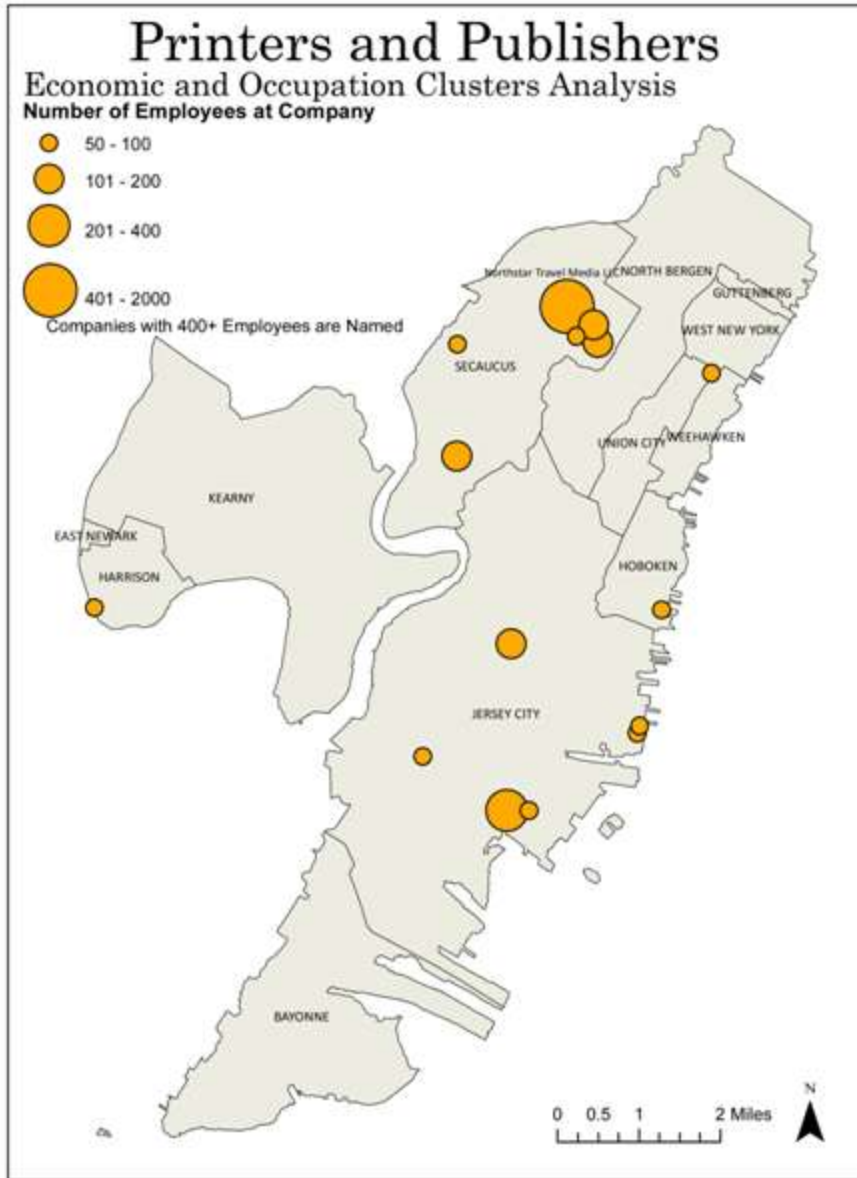 Printers and Publishers
Economic and Occupation Clusters Analysis
Number of Employees at Company
50 - 100
101 - 200
201 - 400
401 - 2000
Companies with 400+ Employees are Named
Northstar Travel Media LLC
NORTH BERGEN
GUTTENBERG
WEST NEW YORK
SECAUCUS
UNION CITY
WEEHAWKEN
KEARNY
EAST NEWARK
HARRISON
HOBOKEN
JERSEY CITY
BAYONNE
N
0 0.5 1 2 Miles